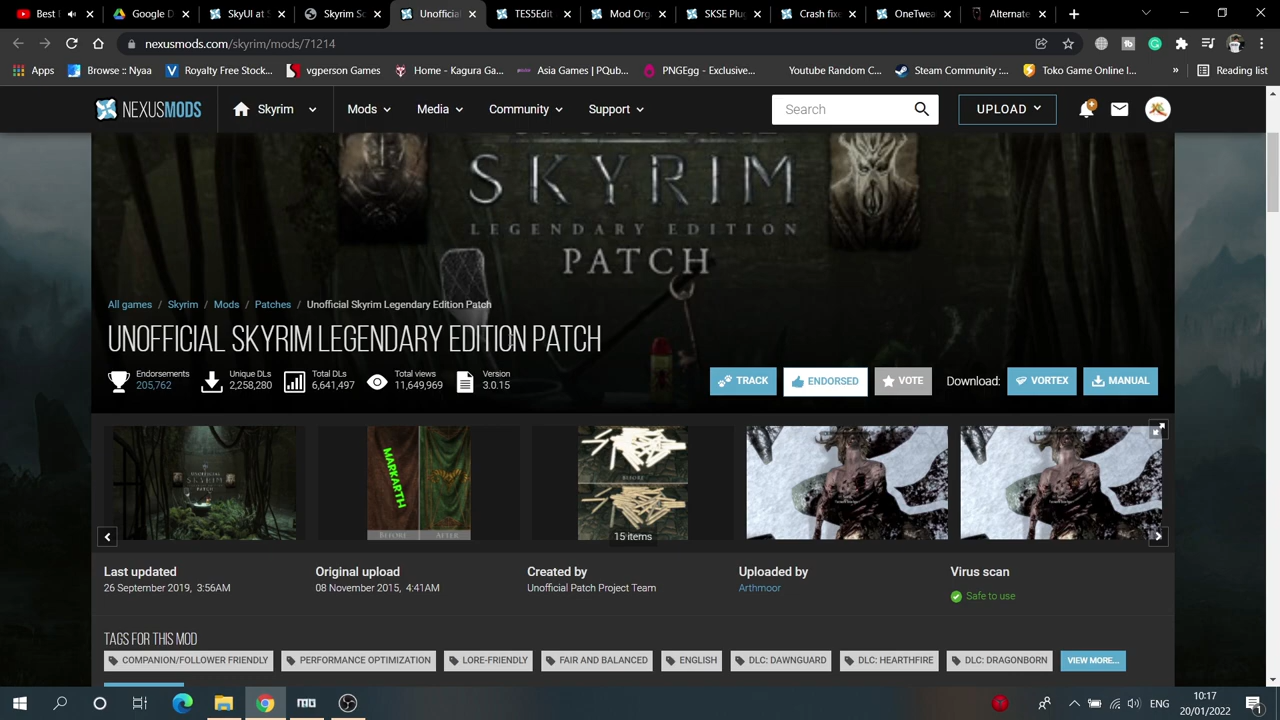 Best
Google D
SkyUI at S
Skyrim Sc
Unofficial
TES5Edit
Mod Org
SKSE Plug
Crash fixe
OneTwea
Alternate
nexusmods.com/skyrim/mods/71214
Apps
Browse :: Nyaa
Royalty Free Stock...
vgperson Games
Home - Kagura Ga...
Asia Games | PQub...
PNGEgg - Exclusive...
Youtube Random C...
Steam Community :...
Toko Game Online I...
»
Reading list
NEXUSMODS
Skyrim
Mods
Media
Community
Support
Search
UPLOAD
SKYRIM
LEGENDARY EDITION
PATCH
All games / Skyrim / Mods / Patches / Unofficial Skyrim Legendary Edition Patch
UNOFFICIAL SKYRIM LEGENDARY EDITION PATCH
Endorsements
205,762
Unique DLs
2,258,280
Total DLs
6,641,497
Total views
11,649,969
Version
3.0.15
TRACK
ENDORSED
VOTE
Download:
VORTEX
MANUAL
MARKARTH
BEFORE AFTER
BEFORE
15 items
Last updated
26 September 2019, 3:56AM
Original upload
08 November 2015, 4:41AM
Created by
Unofficial Patch Project Team
Uploaded by
Arthmoor
Virus scan
Safe to use
TAGS FOR THIS MOD
COMPANION/FOLLOWER FRIENDLY
PERFORMANCE OPTIMIZATION
LORE-FRIENDLY
FAIR AND BALANCED
ENGLISH
DLC: DAWNGUARD
DLC: HEARTHFIRE
DLC: DRAGONBORN
VIEW MORE...
ENG
10:17
20/01/2022
1